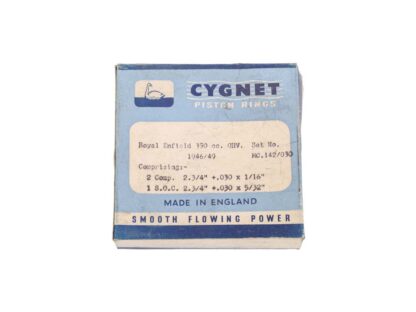 CYGNET
PISTON RINGS
Royal Enfield 350 cc. OHV. Set No.
1946/49 MC.142/030
Comprising:-
2 Comp. 2.3/4" +.030 x 1/16"
1 S.O.C. 2.3/4" +.030 x 5/32"
MADE IN ENGLAND
SMOOTH FLOWING POWER